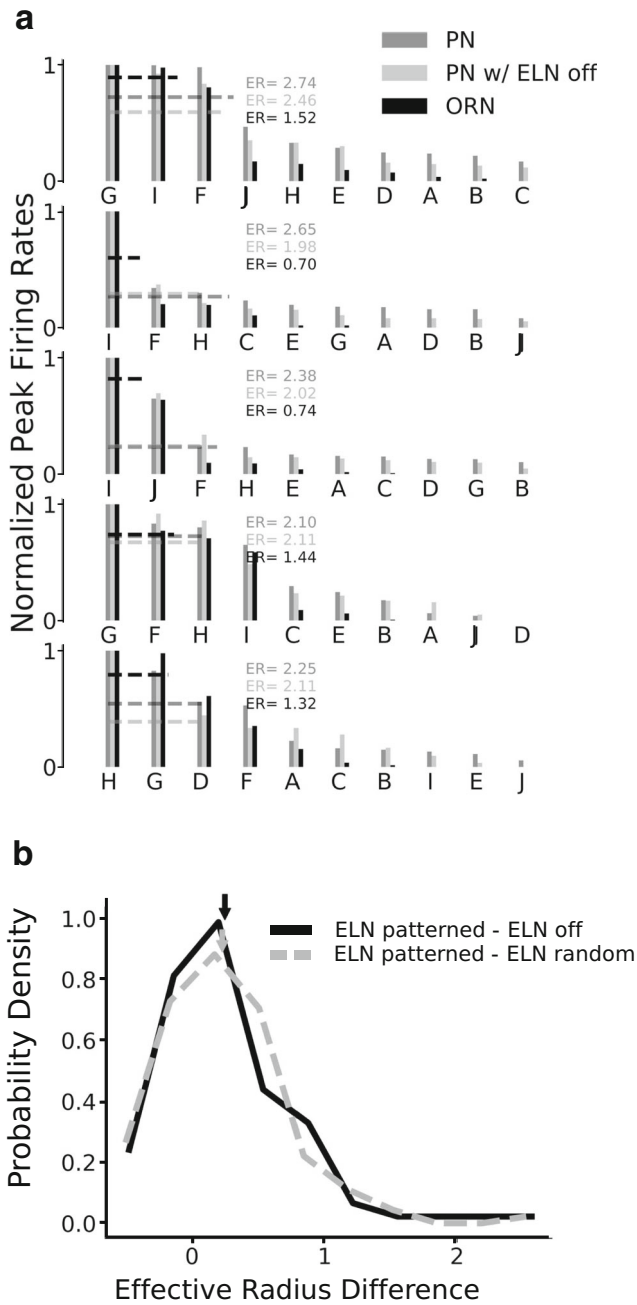 a
PN
PN w/ ELN off
ORN
Normalized Peak Firing Rates
1
ER= 2.74
ER= 2.46
ER= 1.52
0
G I F J H E D A B C
1
ER= 2.65
ER= 1.98
ER= 0.70
0
I F H C E G A D B J
1
ER= 2.38
ER= 2.02
ER= 0.74
0
I J F H E A C D G B
1
ER= 2.10
ER= 2.11
ER= 1.44
0
G F H I C E B A J D
1
ER= 2.25
ER= 2.11
ER= 1.32
0
H G D F A C B I E J
b
ELN patterned - ELN off
ELN patterned - ELN random
Probability Density
1.0
0.8
0.6
0.4
0.2
0.0
0 1 2
Effective Radius Difference